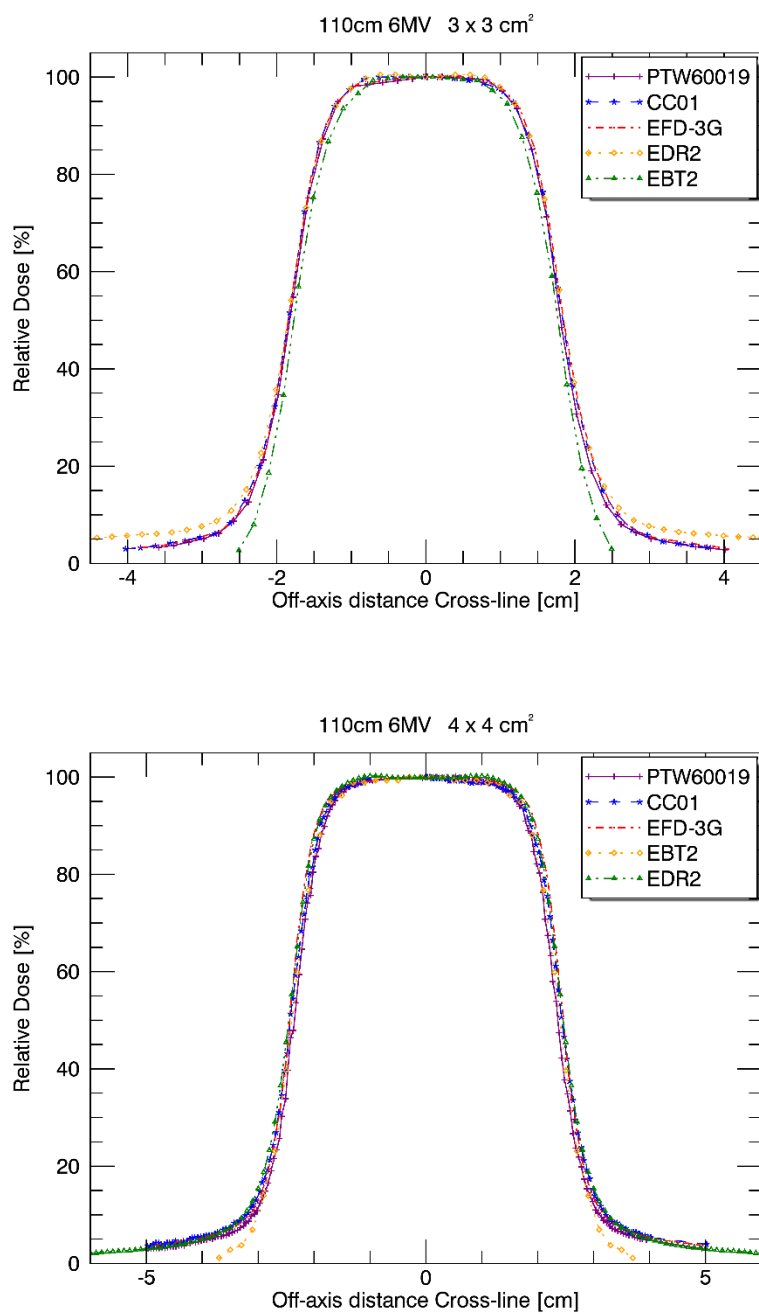 110cm 6MV 3 x 3 cm²
PTW60019
CC01
EFD-3G
EDR2
EBT2
100
80
60
40
20
0
Relative Dose [%]
-4 -2 0 2 4
Off-axis distance Cross-line [cm]
110cm 6MV 4 x 4 cm²
PTW60019
CC01
EFD-3G
EBT2
EDR2
100
80
60
40
20
0
Relative Dose [%]
-5 0 5
Off-axis distance Cross-line [cm]